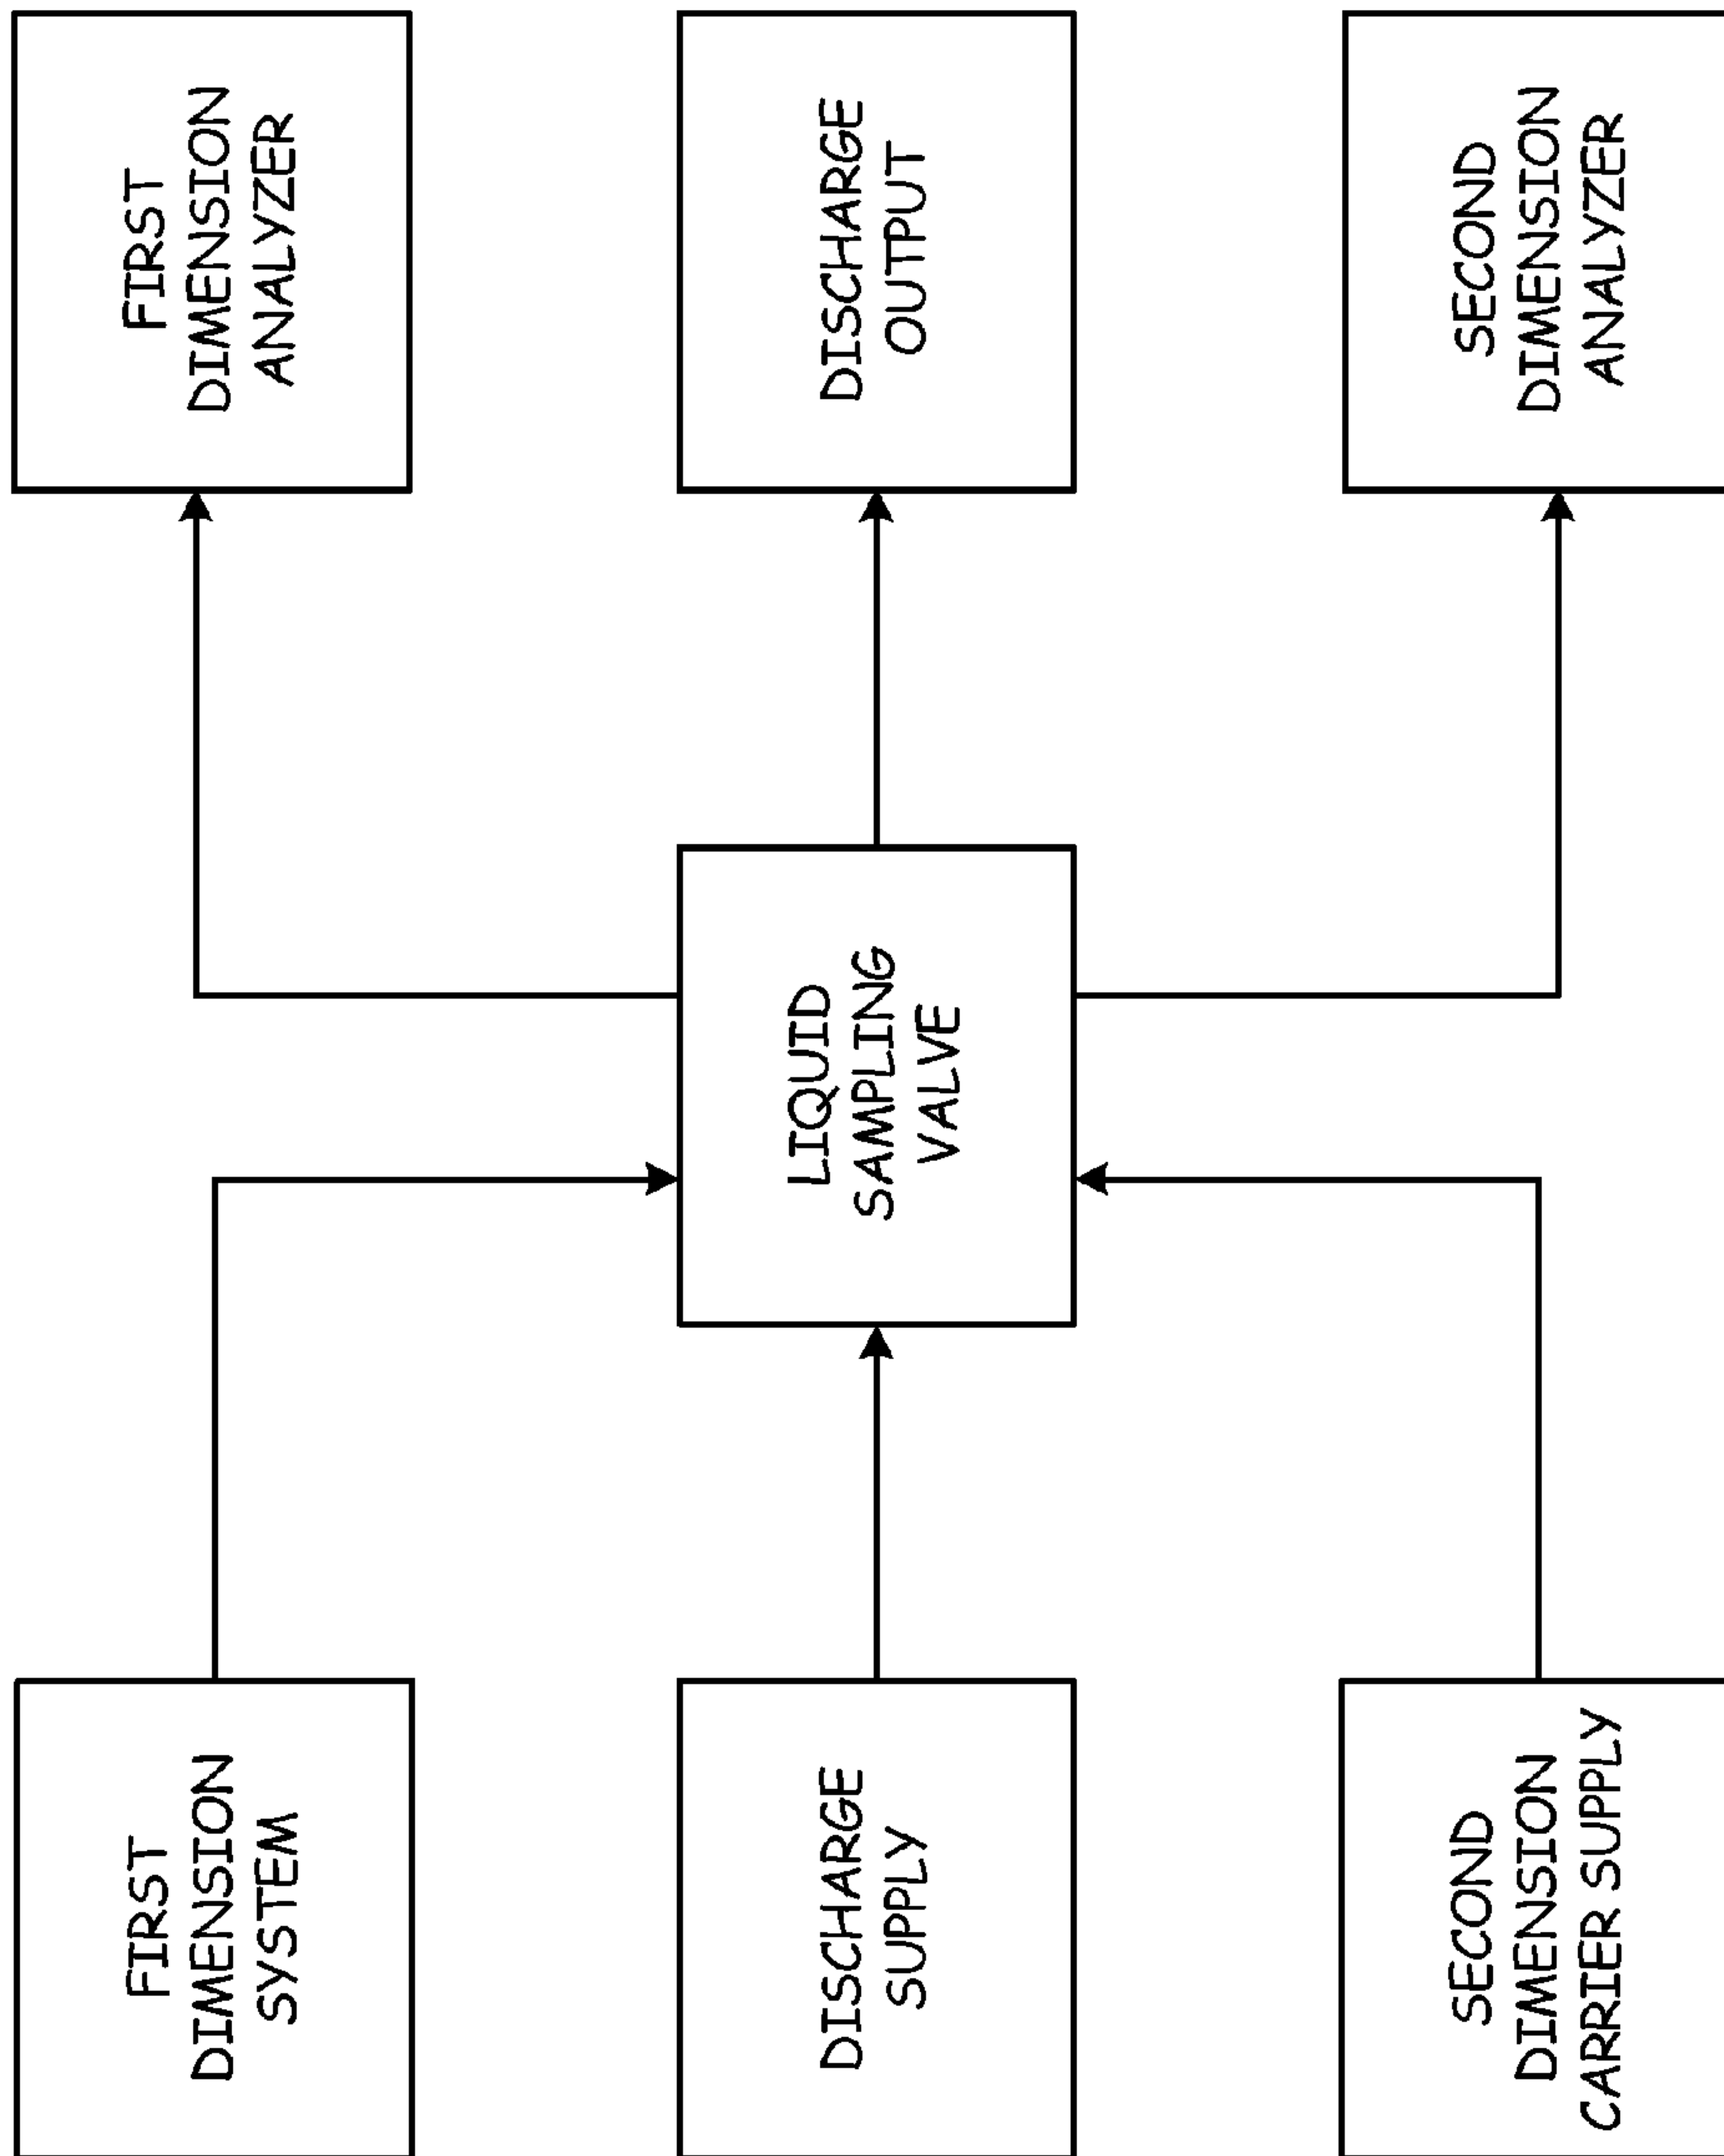 FIRST
DIMENSION
SYSTEM
FIRST
DIMENSION
ANALYZER
DISCHARGE
SUPPLY
LIQUID
SAMPLING
VALVE
DISCHARGE
OUTPUT
SECOND
DIMENSION
CARRIER SUPPLY
SECOND
DIMENSION
ANALYZER